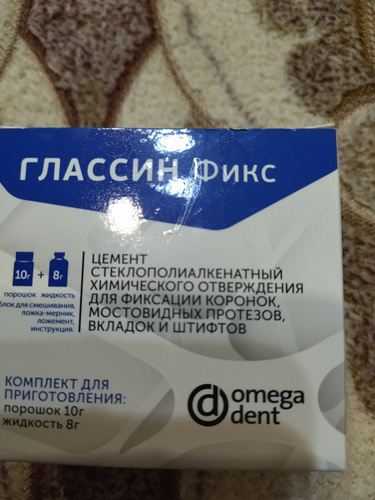 ГЛАССИН Фикс
10г + 8г
порошок жидкость
блок для смешивания,
ложка-мерник,
ложемент,
инструкция.
ЦЕМЕНТ
СТЕКЛОПОЛИАЛКЕНАТНЫЙ
ХИМИЧЕСКОГО ОТВЕРЖДЕНИЯ
ДЛЯ ФИКСАЦИИ КОРОНОК,
МОСТОВИДНЫХ ПРОТЕЗОВ,
ВКЛАДОК И ШТИФТОВ
КОМПЛЕКТ ДЛЯ
ПРИГОТОВЛЕНИЯ:
порошок 10г
жидкость 8г
omega
dent